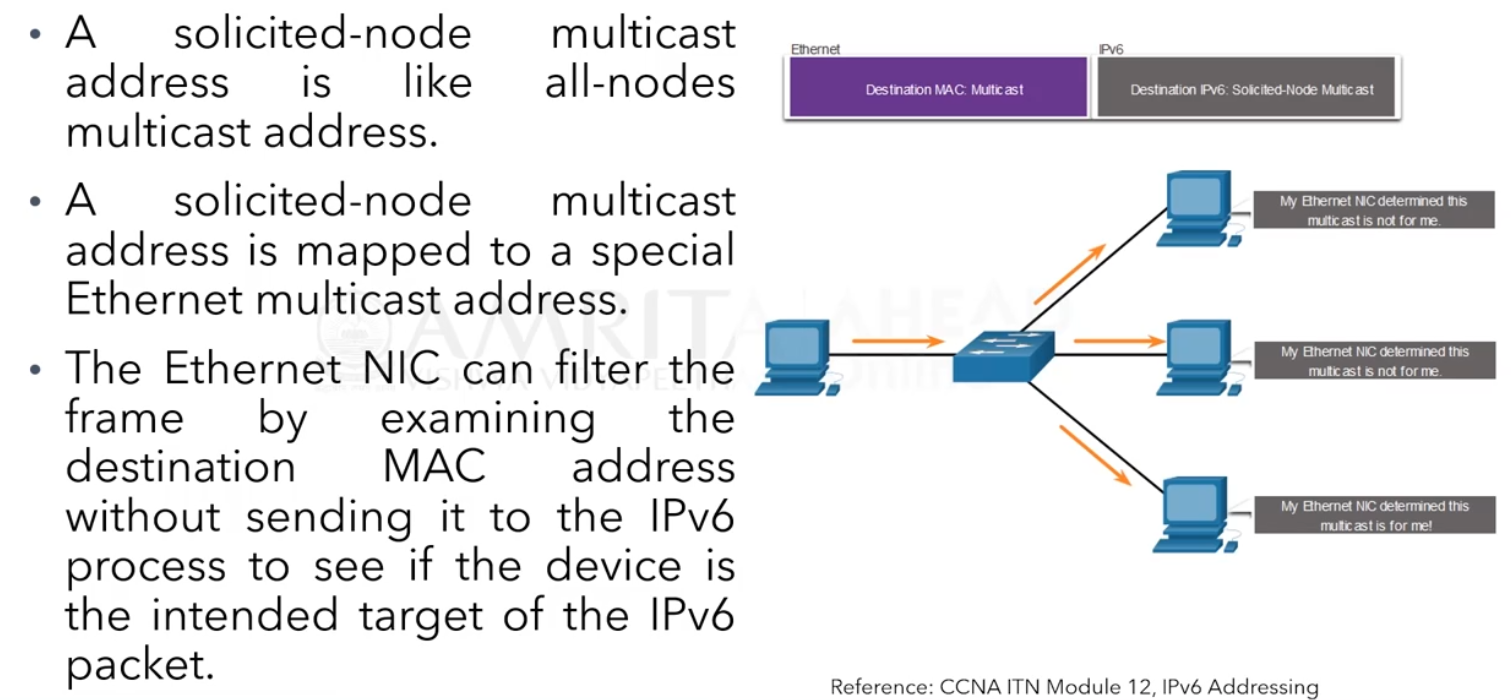 • A solicited-node multicast
address is like all-nodes
multicast address.
• A solicited-node multicast
address is mapped to a special
Ethernet multicast address.
• The Ethernet NIC can filter the
frame by examining the
destination MAC address
without sending it to the IPv6
process to see if the device is
the intended target of the IPv6
packet.
Ethernet
IPv6
Destination MAC: Multicast
Destination IPv6: Solicited-Node Multicast
My Ethernet NIC determined this
multicast is not for me.
My Ethernet NIC determined this
multicast is not for me.
My Ethernet NIC determined this
multicast is for me!
AMRITA AHEAD
VISHWA VIDYAPEETHAM
Reference: CCNA ITN Module 12, IPv6 Addressing